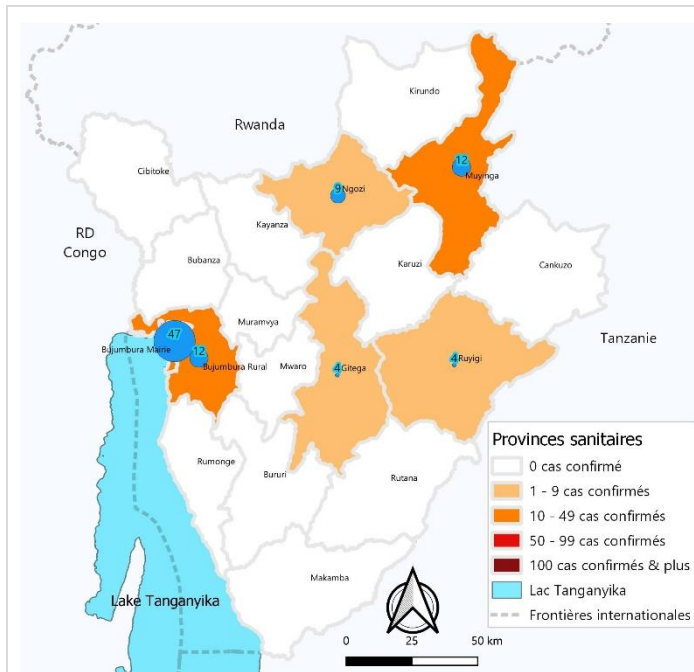 Kirundo
Rwanda
12
Muyinga
Cibitoke
9
Ngozi
Kayanza
RD
Congo
Karuzi
Cankuzo
Bubanza
Muramvya
47
Bujumbura Mairie
12
Bujumbura Rural
Mwaro
4
Gitega
4
Ruyigi
Tanzanie
Rumonge
Bururi
Rutana
Makamba
Lake Tanganyika
Provinces sanitaires
0 cas confirmé
1 - 9 cas confirmés
10 - 49 cas confirmés
50 - 99 cas confirmés
100 cas confirmés & plus
Lac Tanganyika
Frontières internationales
0 25 50 km